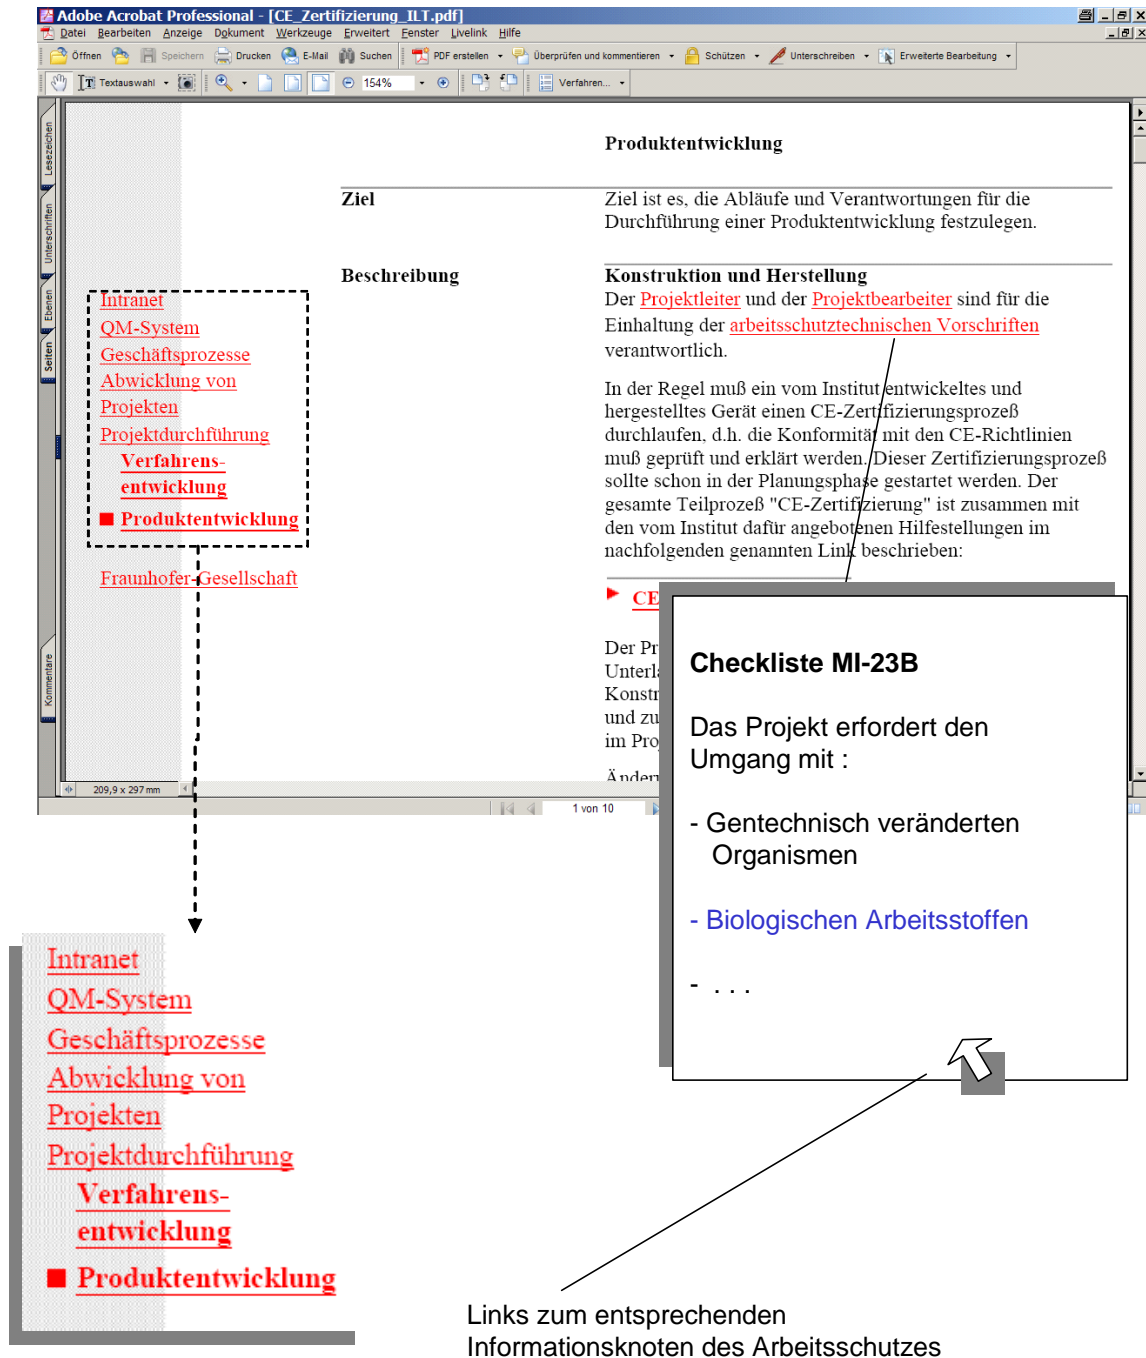 Adobe Acrobat Professional - [CE_Zertifizierung_ILT.pdf]
Datei Bearbeiten Anzeige Dokument Werkzeuge Erweitert Fenster Livelink Hilfe
Öffnen Speichern Drucken E-Mail Suchen PDF erstellen Überprüfen und kommentieren Schützen Unterschreiben Erweiterte Bearbeitung
Textauswahl 154% Verfahren...
Lesezeichen
Unterschriften
Ebenen
Seiten
Kommentare
Produktentwicklung
Ziel
Ziel ist es, die Abläufe und Verantwortungen für die
Durchführung einer Produktentwicklung festzulegen.
Beschreibung
Konstruktion und Herstellung
Der Projektleiter und der Projektbearbeiter sind für die
Einhaltung der arbeitsschutztechnischen Vorschriften
verantwortlich.
In der Regel muß ein vom Institut entwickeltes und
hergestelltes Gerät einen CE-Zertifizierungsprozeß
durchlaufen, d.h. die Konformität mit den CE-Richtlinien
muß geprüft und erklärt werden. Dieser Zertifizierungsprozeß
sollte schon in der Planungsphase gestartet werden. Der
gesamte Teilprozeß "CE-Zertifizierung" ist zusammen mit
den vom Institut dafür angebotenen Hilfestellungen im
nachfolgenden genannten Link beschrieben:
CE
Der Pr
Unterl
Konstr
und zu
im Pro
Ändern
Intranet
QM-System
Geschäftsprozesse
Abwicklung von
Projekten
Projektdurchführung
Verfahrens-
entwicklung
Produktentwicklung
Fraunhofer-Gesellschaft
209,9 x 297 mm
1 von 10
Checkliste MI-23B
Das Projekt erfordert den
Umgang mit :
- Gentechnisch veränderten
Organismen
- Biologischen Arbeitsstoffen
- . . .
Intranet
QM-System
Geschäftsprozesse
Abwicklung von
Projekten
Projektdurchführung
Verfahrens-
entwicklung
Produktentwicklung
Links zum entsprechenden
Informationsknoten des Arbeitsschutzes